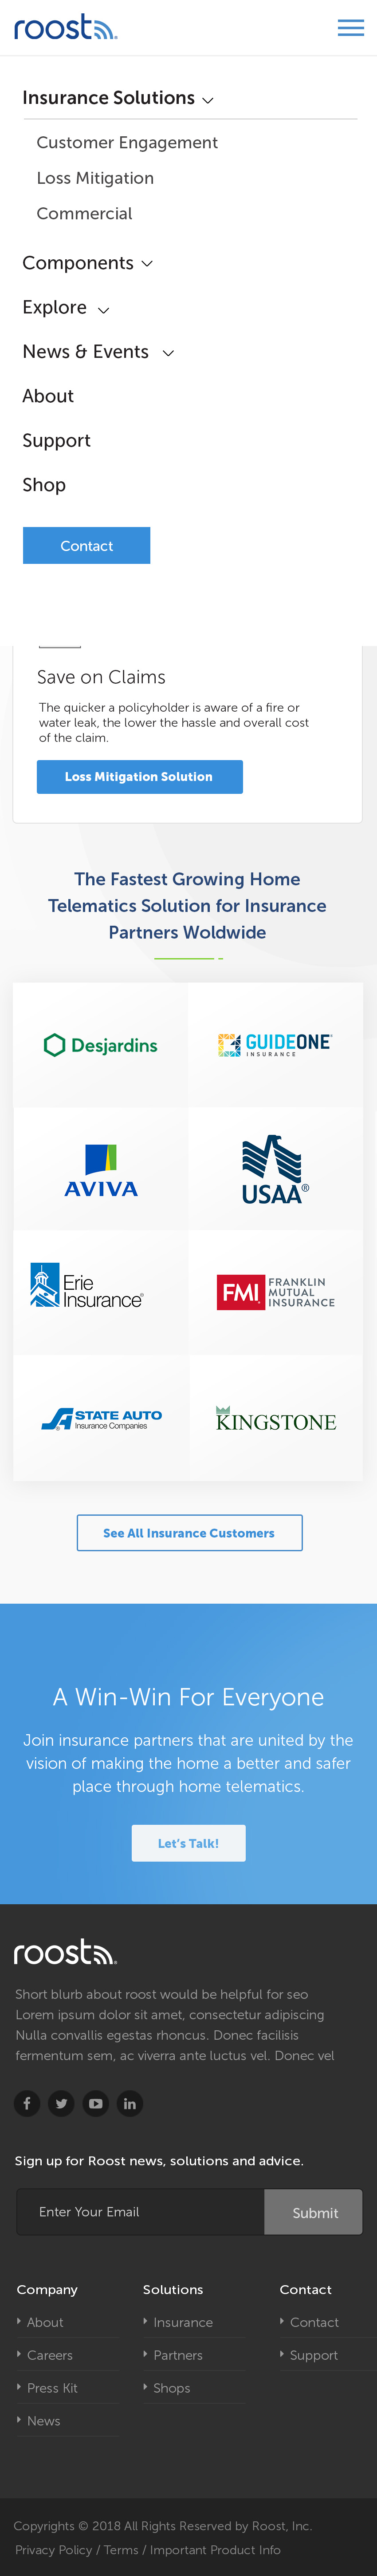 roost
Insurance Solutions
Customer Engagement
Loss Mitigation
Commercial
Components
Explore
News & Events
About
Support
Shop
Contact
Save on Claims
The quicker a policyholder is aware of a fire or
water leak, the lower the hassle and overall cost
of the claim.
Loss Mitigation Solution
The Fastest Growing Home
Telematics Solution for Insurance
Partners Woldwide
Desjardins
GUIDEONE®
INSURANCE
AVIVA
USAA®
Erie
Insurance®
FMI
FRANKLIN
MUTUAL
INSURANCE
STATE AUTO
Insurance Companies
KINGSTONE
See All Insurance Customers
A Win-Win For Everyone
Join insurance partners that are united by the
vision of making the home a better and safer
place through home telematics.
Let's Talk!
roost
Short blurb about roost would be helpful for seo
Lorem ipsum dolor sit amet, consectetur adipiscing
Nulla convallis egestas rhoncus. Donec facilisis
fermentum sem, ac viverra ante luctus vel. Donec vel
Sign up for Roost news, solutions and advice.
Enter Your Email
Submit
Company
About
Careers
Press Kit
News
Solutions
Insurance
Partners
Shops
Contact
Contact
Support
Copyrights © 2018 All Rights Reserved by Roost, Inc.
Privacy Policy / Terms / Important Product Info